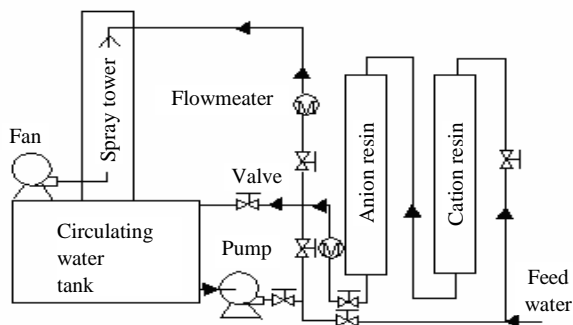 Spray tower
Flowmeater
Fan
Valve
Anion resin
Cation resin
Circulating
water
tank
Pump
Feed
water